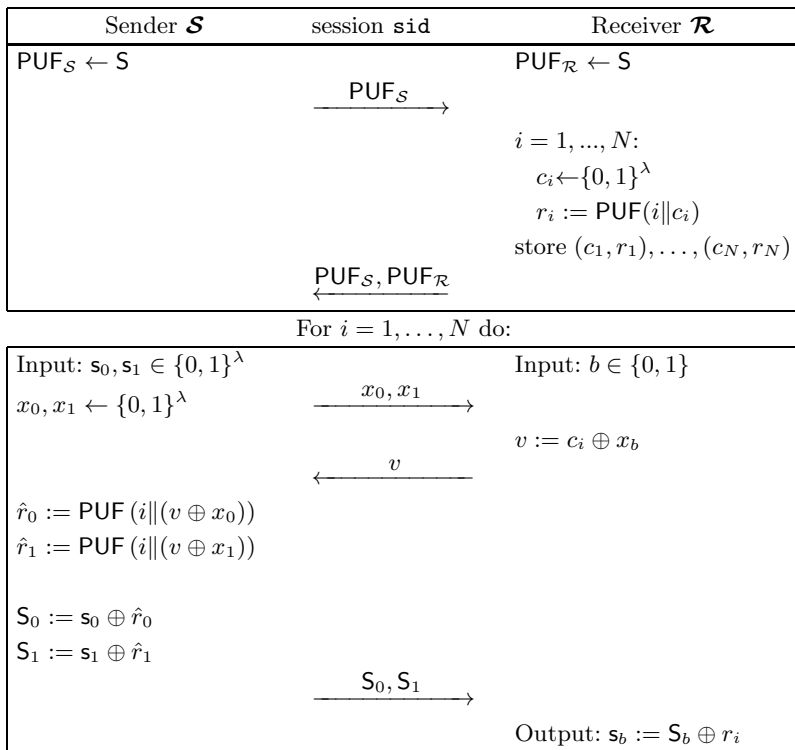 Sender 𝓢 session sid Receiver 𝓡
PUF_𝒮 ← S PUF_ℛ ← S
PUF_𝒮
i = 1, ..., N:
c_i←{0, 1}^λ
r_i := PUF(i‖c_i)
store (c_1, r_1), . . . , (c_N, r_N)
PUF_𝒮, PUF_ℛ
For i = 1, . . . , N do:
Input: s_0, s_1 ∈ {0, 1}^λ Input: b ∈ {0, 1}
x_0, x_1 ← {0, 1}^λ x_0, x_1
v := c_i ⊕ x_b
v
r̂_0 := PUF (i‖(v ⊕ x_0))
r̂_1 := PUF (i‖(v ⊕ x_1))
S_0 := s_0 ⊕ r̂_0
S_1 := s_1 ⊕ r̂_1
S_0, S_1
Output: s_b := S_b ⊕ r_i